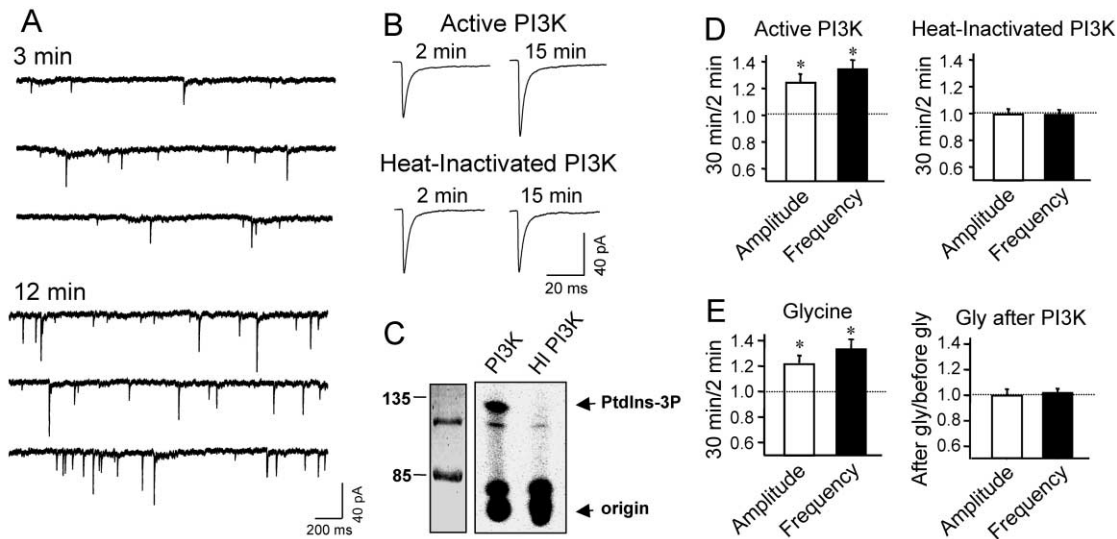 A
3 min
12 min
40 pA
200 ms
B
Active PI3K
2 min
15 min
Heat-Inactivated PI3K
2 min
15 min
40 pA
20 ms
C
PI3K
HI PI3K
135
85
PtdIns-3P
origin
D
Active PI3K
30 min/2 min
1.4
1.2
1.0
0.8
0.6
*
*
Amplitude
Frequency
Heat-Inactivated PI3K
30 min/2 min
1.4
1.2
1.0
0.8
0.6
Amplitude
Frequency
E
Glycine
30 min/2 min
1.4
1.2
1.0
0.8
0.6
*
*
Amplitude
Frequency
Gly after PI3K
After gly/before gly
1.4
1.2
1.0
0.8
0.6
Amplitude
Frequency